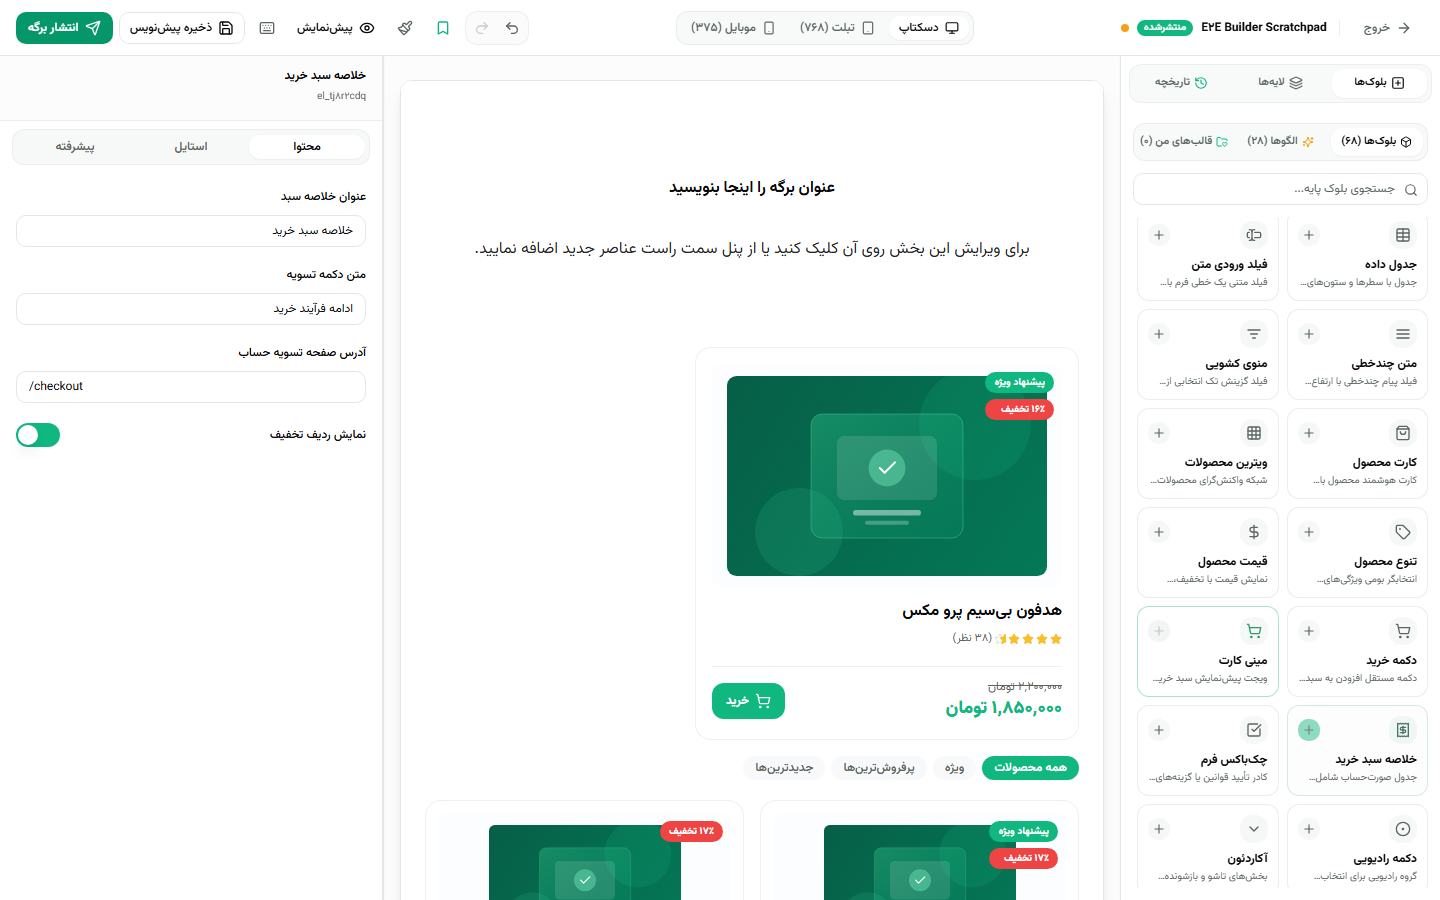 خروج
E2E Builder Scratchpad
منتشرشده
دسکتاپ
تبلت (۷۶۸)
موبایل (۳۷۵)
پیش‌نمایش
ذخیره پیش‌نویس
انتشار برگه
بلوک‌ها
لایه‌ها
تاریخچه
بلوک‌ها (۶۸)
الگوها (۲۸)
قالب‌های من (۰)
جستجوی بلوک پایه...
جدول داده
جدول با سطرها و ستون‌های...
فیلد ورودی متن
فیلد متنی یک خطی فرم با...
متن چندخطی
فیلد پیام چندخطی با ارتفاع...
منوی کشویی
فیلد گزینش تک انتخابی از...
کارت محصول
کارت هوشمند محصول با...
ویترین محصولات
شبکه واکنش‌گرای محصولات...
تنوع محصول
انتخابگر بومی ویژگی‌های...
قیمت محصول
نمایش قیمت با تخفیف،...
دکمه خرید
دکمه مستقل افزودن به سبد...
مینی کارت
ویجت پیش‌نمایش سبد خرید...
خلاصه سبد خرید
جدول صورت‌حساب شامل...
چک‌باکس فرم
کادر تأیید قوانین یا گزینه‌های...
دکمه رادیویی
گروه رادیویی برای انتخاب...
آکاردئون
بخش‌های تاشو و بازشونده...
عنوان برگه را اینجا بنویسید
برای ویرایش این بخش روی آن کلیک کنید یا از پنل سمت راست عناصر جدید اضافه نمایید.
پیشنهاد ویژه
۱۶٪ تخفیف
هدفون بی‌سیم پرو مکس
(۳۸ نظر)
۲,۲۰۰,۰۰۰ تومان
۱,۸۵۰,۰۰۰ تومان
خرید
همه محصولات
ویژه
پرفروش‌ترین‌ها
جدیدترین‌ها
پیشنهاد ویژه
۱۷٪ تخفیف
۱۷٪ تخفیف
خلاصه سبد خرید
el_tj۸r۲cdq
محتوا
استایل
پیشرفته
عنوان خلاصه سبد
خلاصه سبد خرید
متن دکمه تسویه
ادامه فرآیند خرید
آدرس صفحه تسویه حساب
/checkout
نمایش ردیف تخفیف